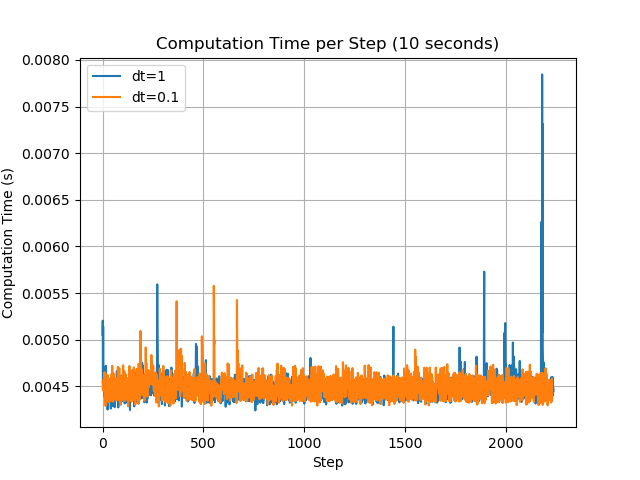 Computation Time per Step (10 seconds)
dt=1
dt=0.1
Computation Time (s)
0.0080
0.0075
0.0070
0.0065
0.0060
0.0055
0.0050
0.0045
0
500
1000
1500
2000
Step